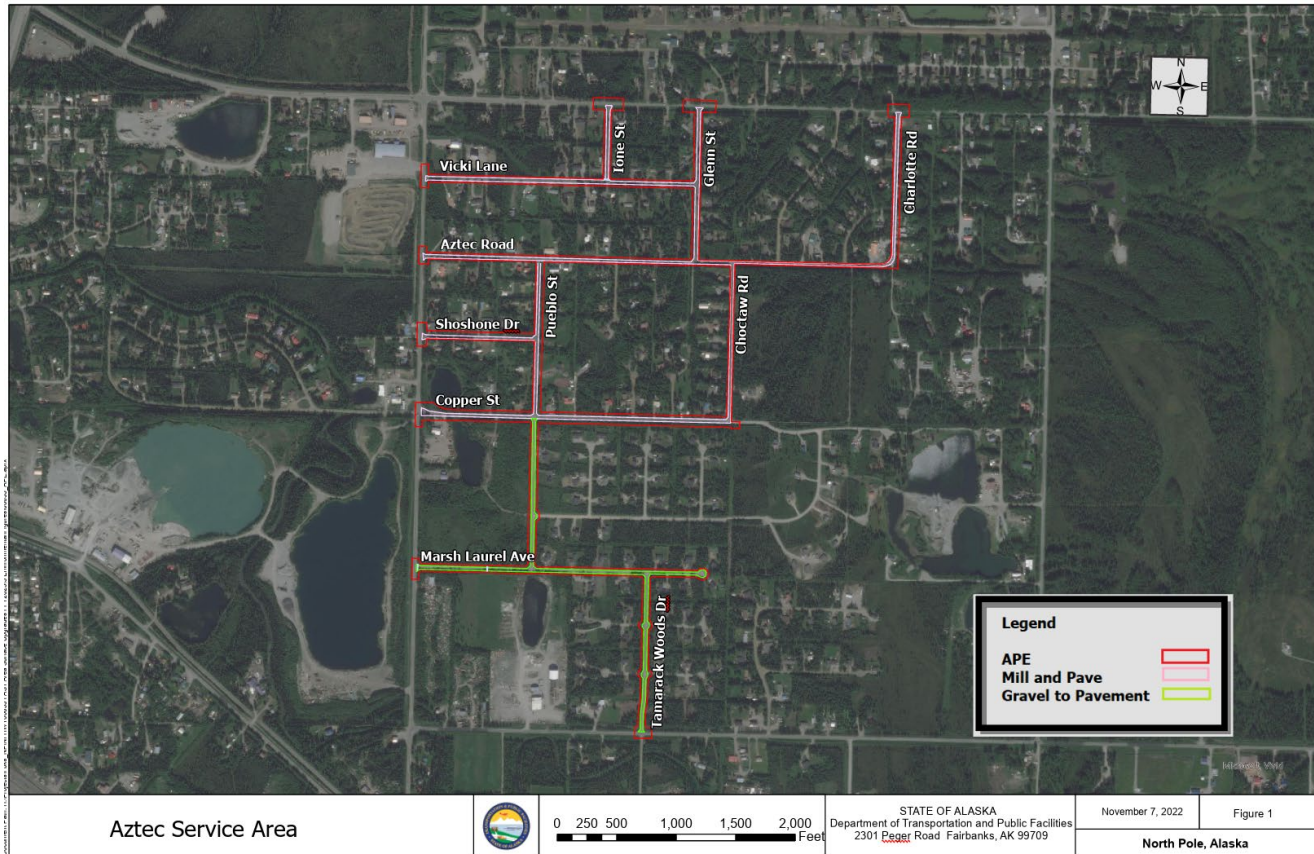 N
W E
S
Ione St
Glenn St
Charlotte Rd
Vicki Lane
Aztec Road
Pueblo St
Choctaw Rd
Shoshone Dr
Copper St
Marsh Laurel Ave
Tamarack Woods Dr
Legend
APE
Mill and Pave
Gravel to Pavement
Microsoft, Vivid
Aztec Service Area
0 250 500 1,000 1,500 2,000
Feet
STATE OF ALASKA
Department of Transportation and Public Facilities
2301 Peger Road Fairbanks, AK 99709
November 7, 2022
Figure 1
North Pole, Alaska